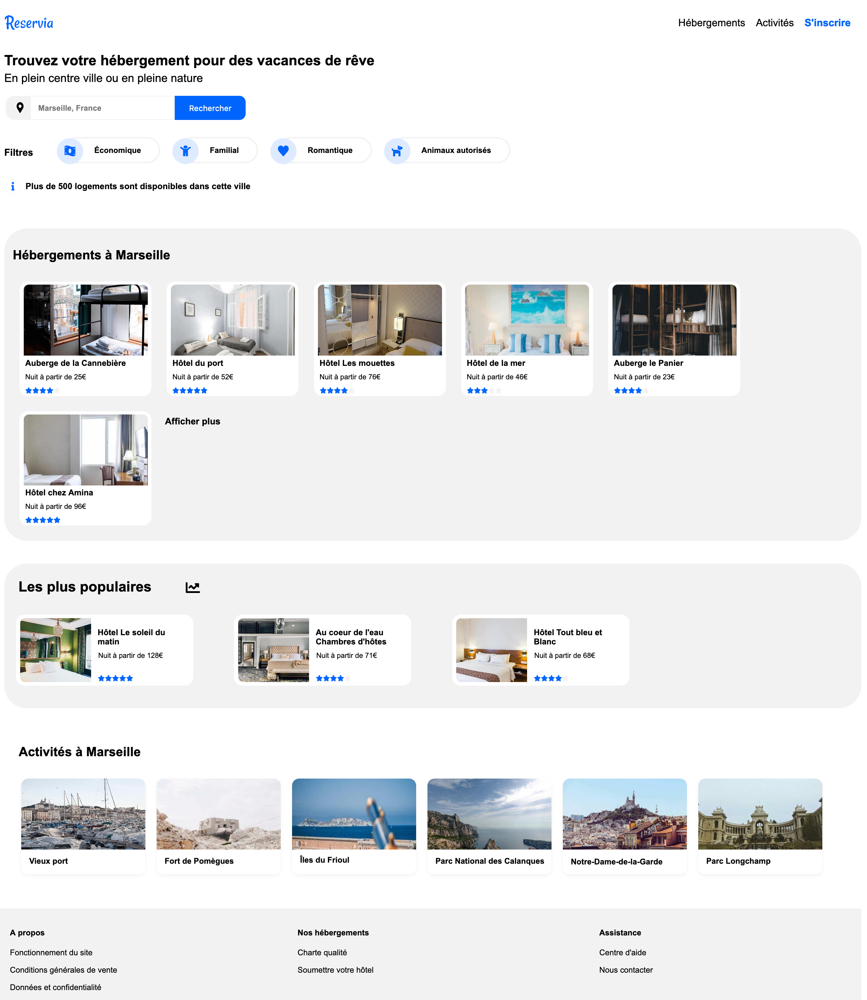 Reservia
Hébergements
Activités
S'inscrire
Trouvez votre hébergement pour des vacances de rêve
En plein centre ville ou en pleine nature
Marseille, France
Rechercher
Filtres
Économique
Familial
Romantique
Animaux autorisés
Plus de 500 logements sont disponibles dans cette ville
Hébergements à Marseille
Auberge de la Cannebière
Nuit à partir de 25€
Hôtel du port
Nuit à partir de 52€
Hôtel Les mouettes
Nuit à partir de 76€
Hôtel de la mer
Nuit à partir de 46€
Auberge le Panier
Nuit à partir de 23€
Hôtel chez Amina
Nuit à partir de 96€
Afficher plus
Les plus populaires
Hôtel Le soleil du
matin
Nuit à partir de 128€
Au coeur de l'eau
Chambres d'hôtes
Nuit à partir de 71€
Hôtel Tout bleu et
Blanc
Nuit à partir de 68€
Activités à Marseille
Vieux port
Fort de Pomègues
Îles du Frioul
Parc National des Calanques
Notre-Dame-de-la-Garde
Parc Longchamp
A propos
Fonctionnement du site
Conditions générales de vente
Données et confidentialité
Nos hébergements
Charte qualité
Soumettre votre hôtel
Assistance
Centre d'aide
Nous contacter